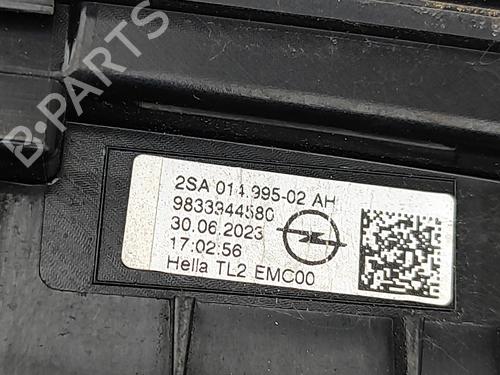 B-PARTS
2SA 014.995-02 AH
9833944580
30.06.2023
17:02:56
Hella TL2 EMC00